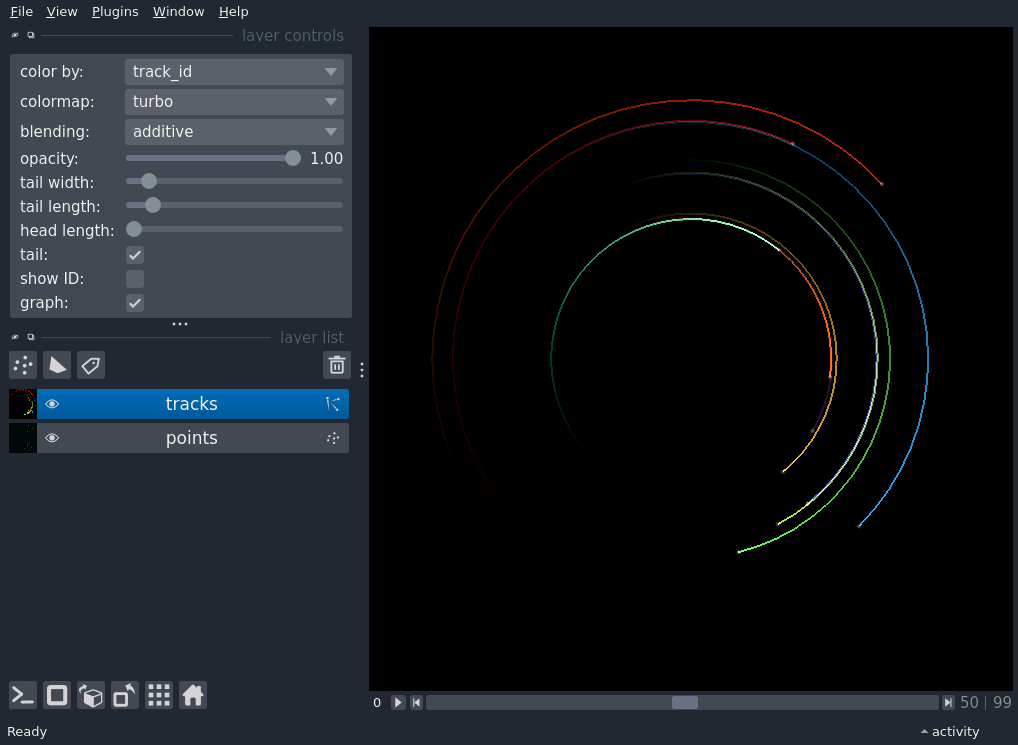 File View Plugins Window Help
layer controls
color by: track_id
colormap: turbo
blending: additive
opacity: 1.00
tail width:
tail length:
head length:
tail:
show ID:
graph:
layer list
tracks
points
0 50 | 99
Ready activity